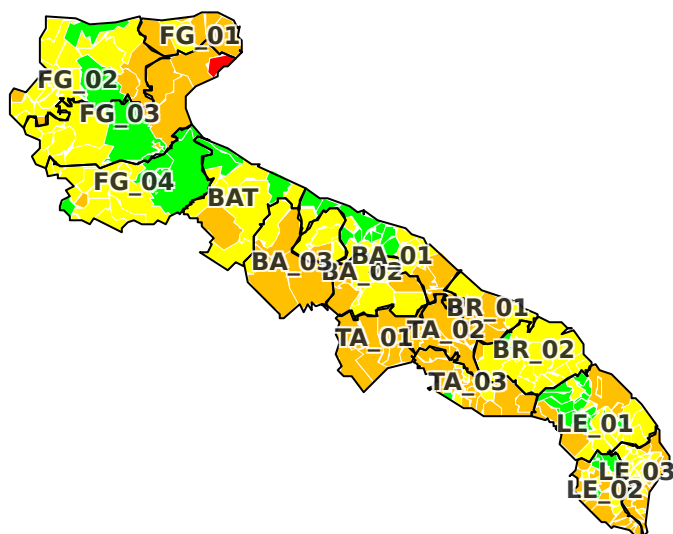 FG_01
FG_02
FG_03
FG_04
BAT
BA_01
BA_03
BA_02
BR_01
TA_02
TA_01
BR_02
TA_03
LE_01
LE_03
LE_02